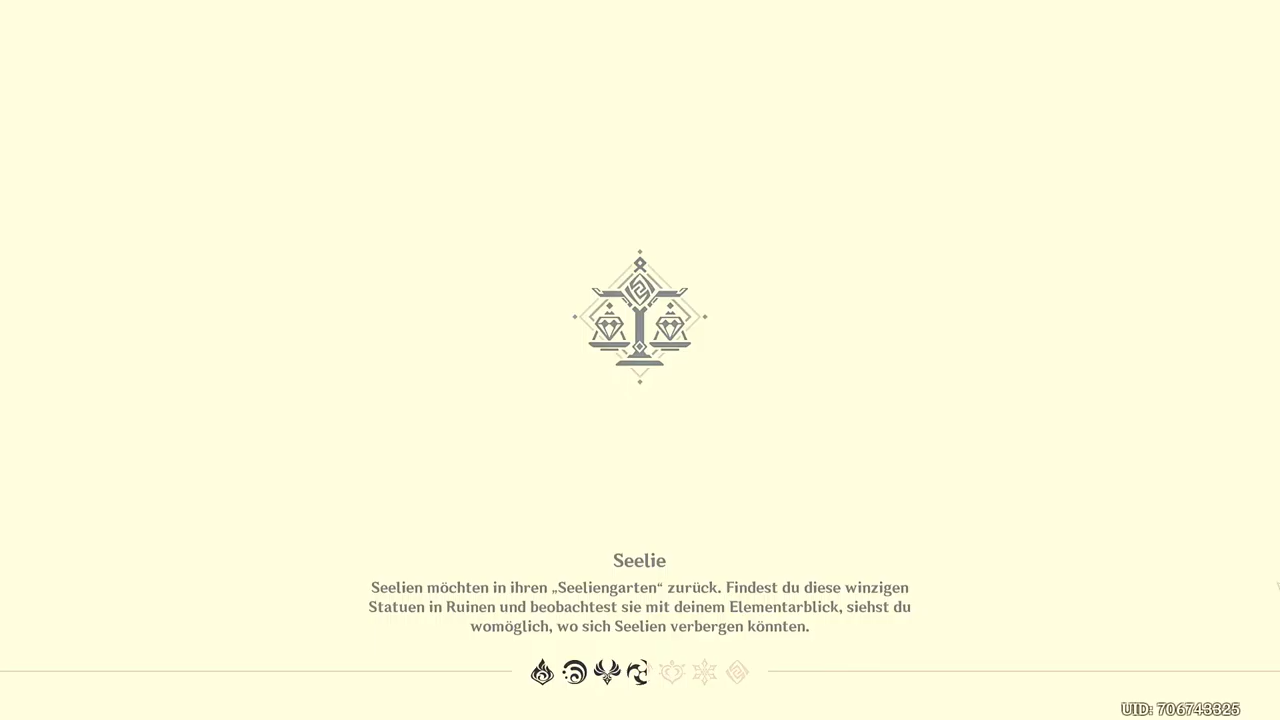 Seelie
Seelien möchten in ihren „Seeliengarten“ zurück. Findest du diese winzigen
Statuen in Ruinen und beobachtest sie mit deinem Elementarblick, siehst du
womöglich, wo sich Seelien verbergen könnten.
UID: 706743325